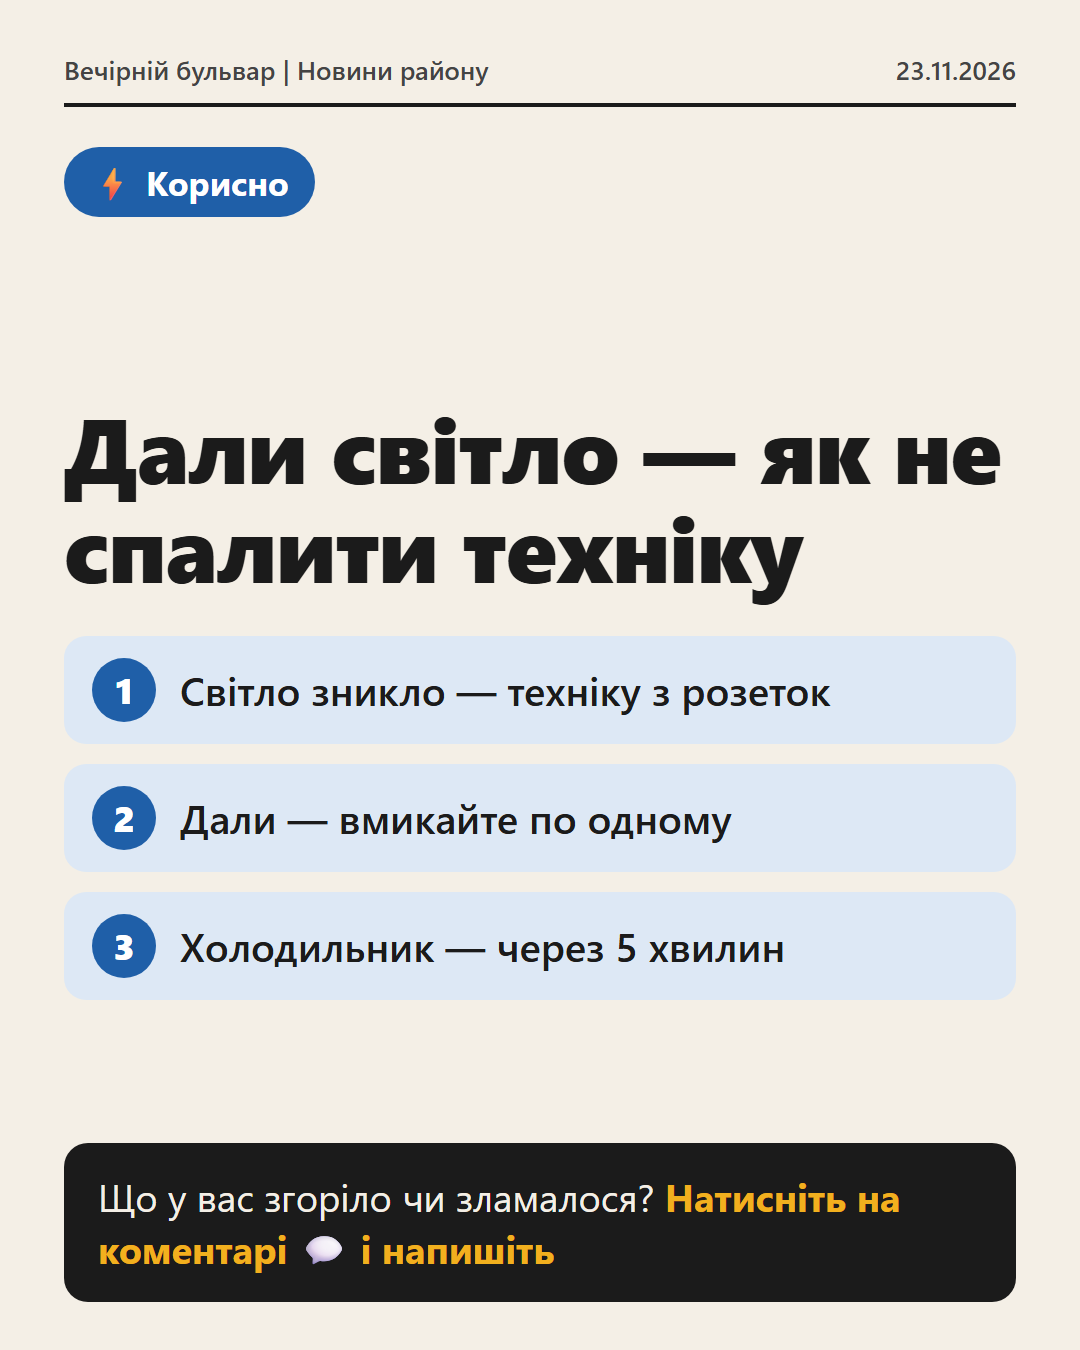 Вечірній бульвар | Новини району
23.11.2026
⚡ Корисно
Дали світло — як не
спалити техніку
1 Світло зникло — техніку з розеток
2 Дали — вмикайте по одному
3 Холодильник — через 5 хвилин
Що у вас згоріло чи зламалося? Натисніть на
коментарі 💬 і напишіть